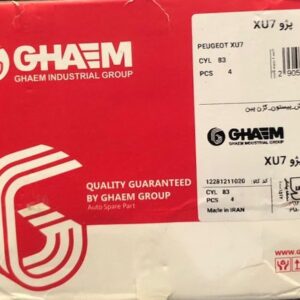 GHAEM
GHAEM INDUSTRIAL GROUP
QUALITY GUARANTEED
BY GHAEM GROUP
Auto Spare Part
پژو XU7
PEUGEOT XU7
CYL 83
PCS 4
GHAEM
GHAEM INDUSTRIAL GROUP
پژو XU7
12281211020
CYL 83
PCS 4
Made in IRAN